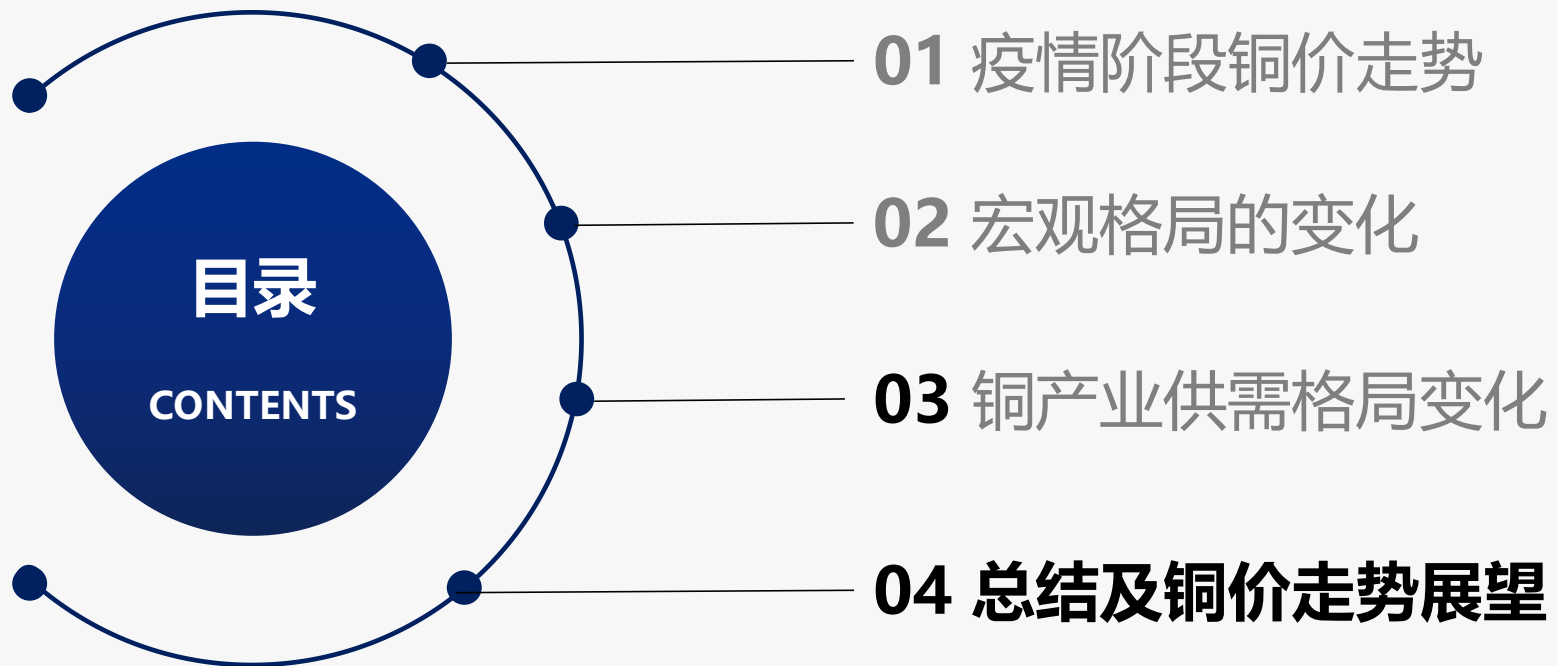 目录
CONTENTS
01 疫情阶段铜价走势
02 宏观格局的变化
03 铜产业供需格局变化
04 总结及铜价走势展望